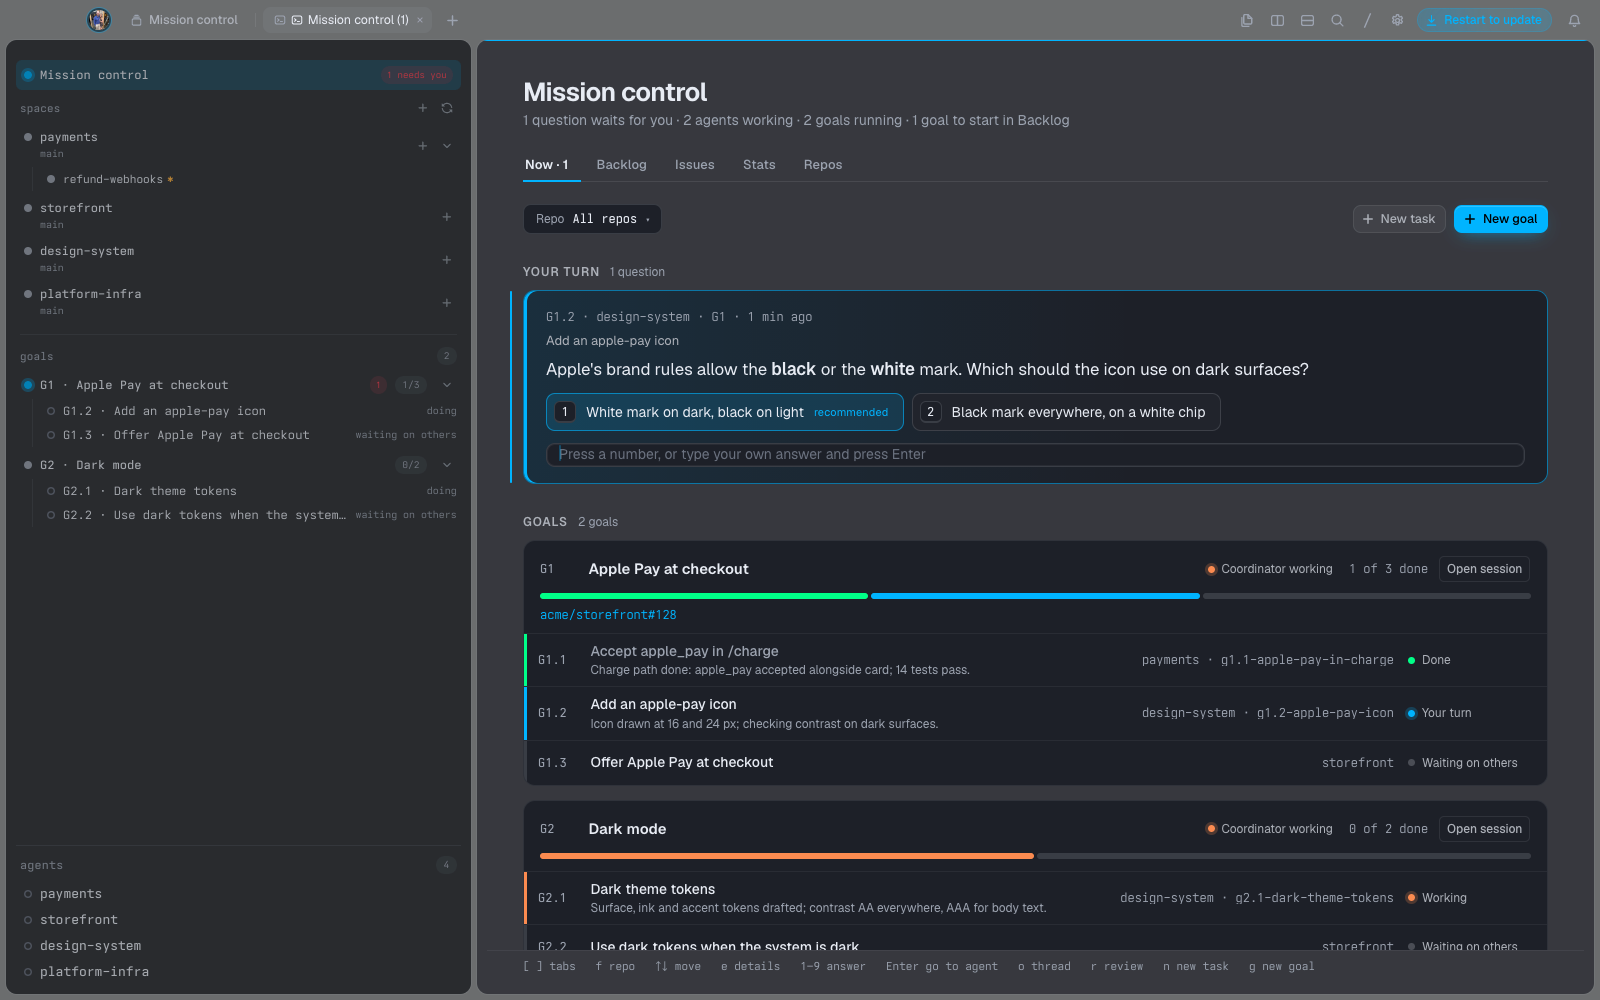 Mission control
Mission control (1) ×
Restart to update
Mission control
1 needs you
spaces
payments
main
refund-webhooks *
storefront
main
design-system
main
platform-infra
main
goals
2
G1 · Apple Pay at checkout
1
1/3
G1.2 · Add an apple-pay icon
doing
G1.3 · Offer Apple Pay at checkout
waiting on others
G2 · Dark mode
0/2
G2.1 · Dark theme tokens
doing
G2.2 · Use dark tokens when the system…
waiting on others
agents
4
payments
storefront
design-system
platform-infra
Mission control
1 question waits for you · 2 agents working · 2 goals running · 1 goal to start in Backlog
Now · 1
Backlog
Issues
Stats
Repos
Repo All repos
+ New task
+ New goal
YOUR TURN 1 question
G1.2 · design-system · G1 · 1 min ago
Add an apple-pay icon
Apple's brand rules allow the black or the white mark. Which should the icon use on dark surfaces?
1 White mark on dark, black on light recommended
2 Black mark everywhere, on a white chip
Press a number, or type your own answer and press Enter
GOALS 2 goals
G1 Apple Pay at checkout
Coordinator working
1 of 3 done
Open session
acme/storefront#128
G1.1 Accept apple_pay in /charge
Charge path done: apple_pay accepted alongside card; 14 tests pass.
payments · g1.1-apple-pay-in-charge
Done
G1.2 Add an apple-pay icon
Icon drawn at 16 and 24 px; checking contrast on dark surfaces.
design-system · g1.2-apple-pay-icon
Your turn
G1.3 Offer Apple Pay at checkout
storefront
Waiting on others
G2 Dark mode
Coordinator working
0 of 2 done
Open session
G2.1 Dark theme tokens
Surface, ink and accent tokens drafted; contrast AA everywhere, AAA for body text.
design-system · g2.1-dark-theme-tokens
Working
G2.2 Use dark tokens when the system is dark
storefront
Waiting on others
[ ] tabs f repo ↑↓ move e details 1–9 answer Enter go to agent o thread r review n new task g new goal